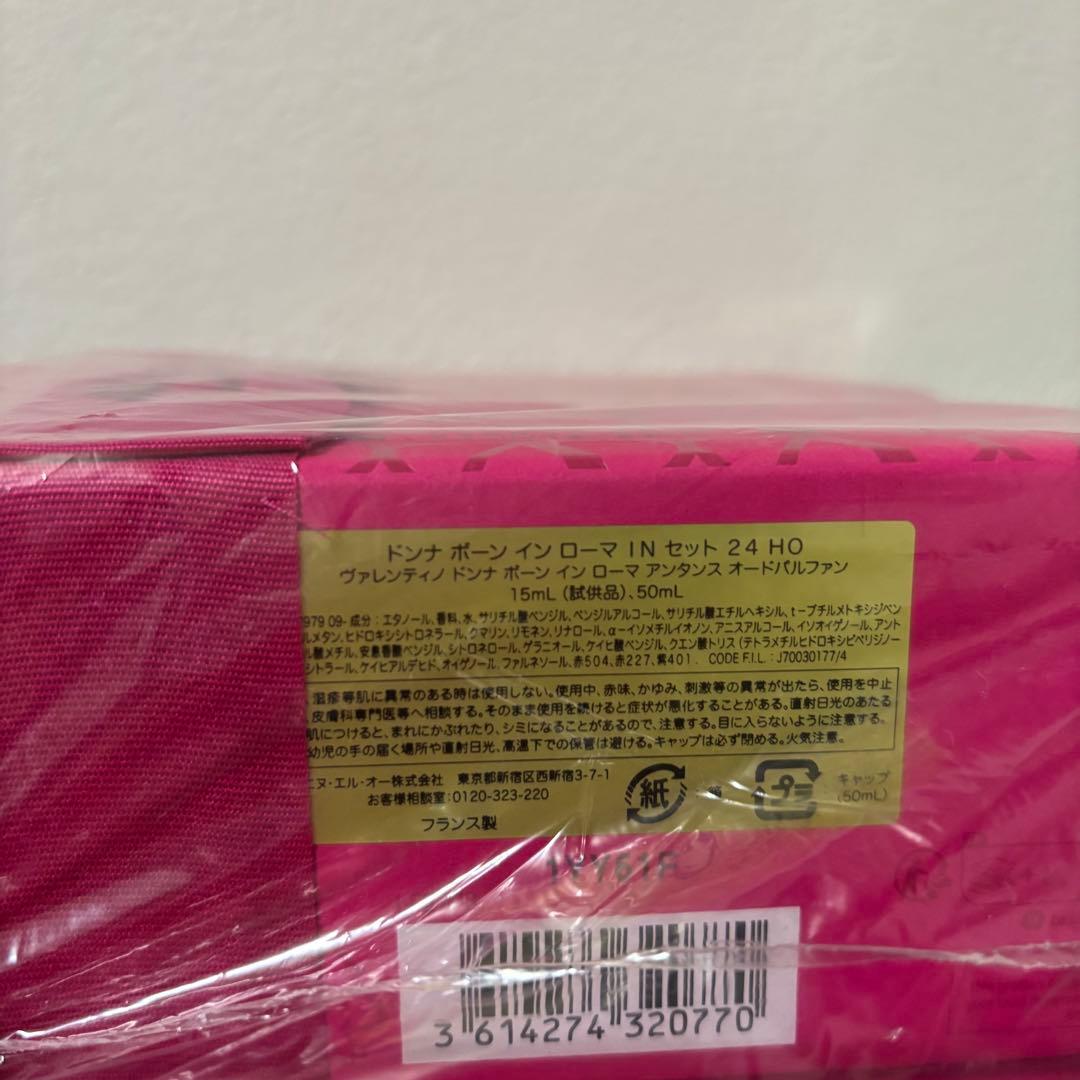 ドンナ ボーン イン ローマ IN セット 24 HO
ヴァレンティノ ドンナ ボーン イン ローマ アンタンス オードパルファン
15mL (試供品)、50mL
979 09- 成分：エタノール、香料、水、サリチル酸ベンジル、ベンジルアルコール、サリチル酸エチルヘキシル、t-ブチルメトキシジベン
ルメタン、ヒドロキシシトロネラール、クマリン、リモネン、リナロール、α-イソメチルイオノン、アニスアルコール、イソオイゲノール、アント
ル酸メチル、安息香酸ベンジル、シトロネロール、ゲラニオール、ケイヒ酸ベンジル、クエン酸トリス（テトラメチルヒドロキシピペリジノー
シトラール、ケイヒアルデヒド、オイゲノール、ファルネソール、赤504、赤227、紫401. CODE F.I.L.：J70030177/4
湿疹等肌に異常のある時は使用しない。使用中、赤味、かゆみ、刺激等の異常が出たら、使用を中止
皮膚科専門医等へ相談する。そのまま使用を続けると症状が悪化することがある。直射日光のあたる
肌につけると、まれにかぶれたり、シミになることがあるので、注意する。目に入らないように注意する。
幼児の手の届く場所や直射日光、高温下での保管は避ける。キャップは必ず閉める。火気注意。
ニヌ・エル・オー株式会社 東京都新宿区西新宿3-7-1
お客様相談室：0120-323-220
フランス製
紙
プラ
キャップ
(50mL)
3 614274 320770